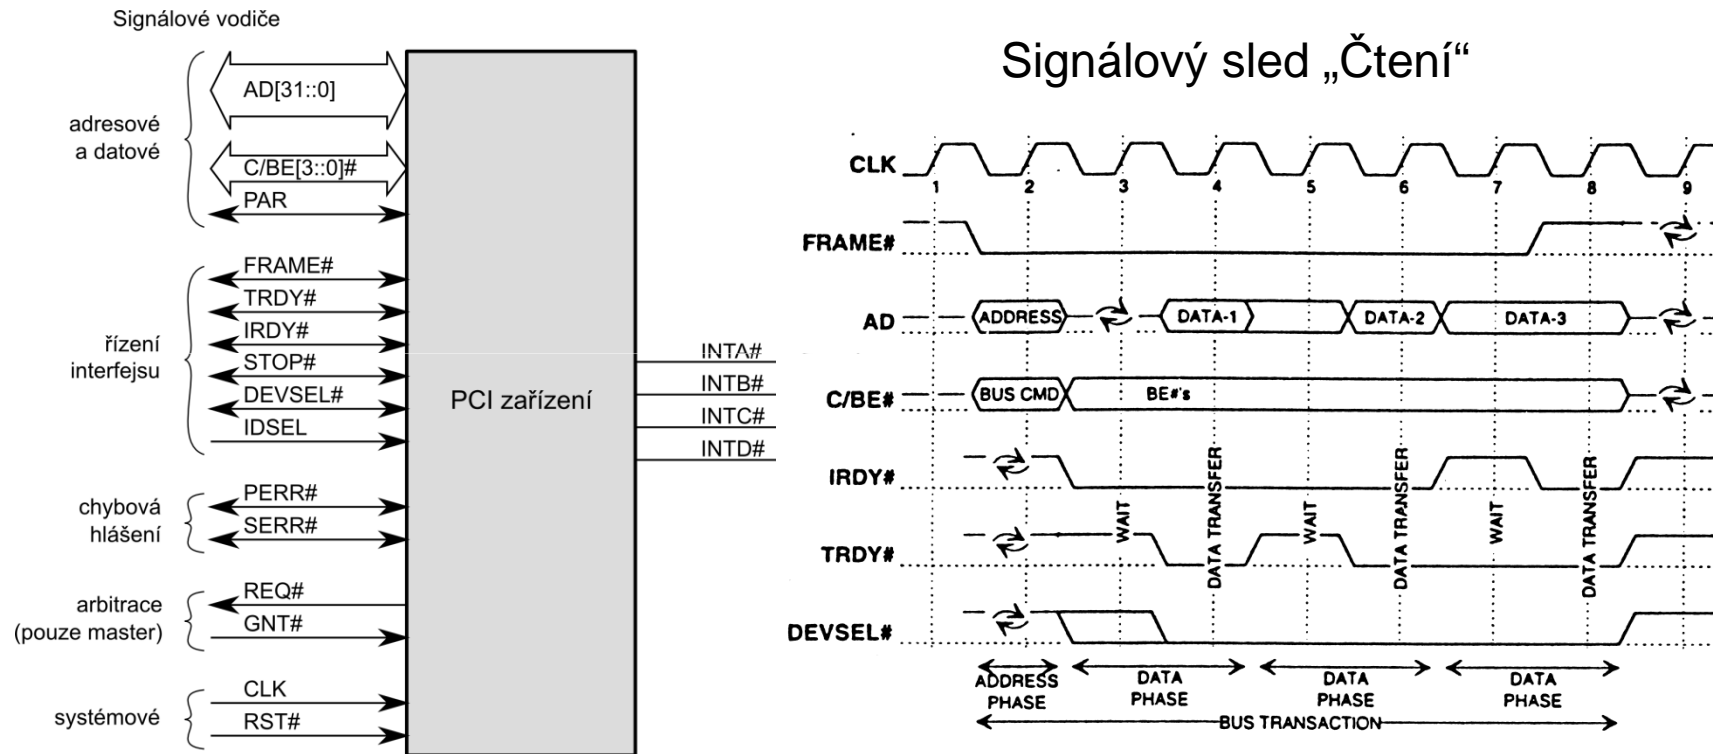 Signálové vodiče
adresové
a datové
AD[31::0]
C/BE[3::0]#
PAR
řízení
interfejsu
FRAME#
TRDY#
IRDY#
STOP#
DEVSEL#
IDSEL
chybová
hlášení
PERR#
SERR#
arbitrace
(pouze master)
REQ#
GNT#
systémové
CLK
RST#
PCI zařízení
INTA#
INTB#
INTC#
INTD#
Signálový sled „Čtení“
CLK
1 2 3 4 5 6 7 8 9
FRAME#
AD ADDRESS DATA-1 DATA-2 DATA-3
C/BE# BUS CMD BE#'s
IRDY#
WAIT DATA TRANSFER WAIT DATA TRANSFER WAIT DATA TRANSFER
TRDY#
DEVSEL#
ADDRESS
PHASE
DATA
PHASE
DATA
PHASE
DATA
PHASE
BUS TRANSACTION